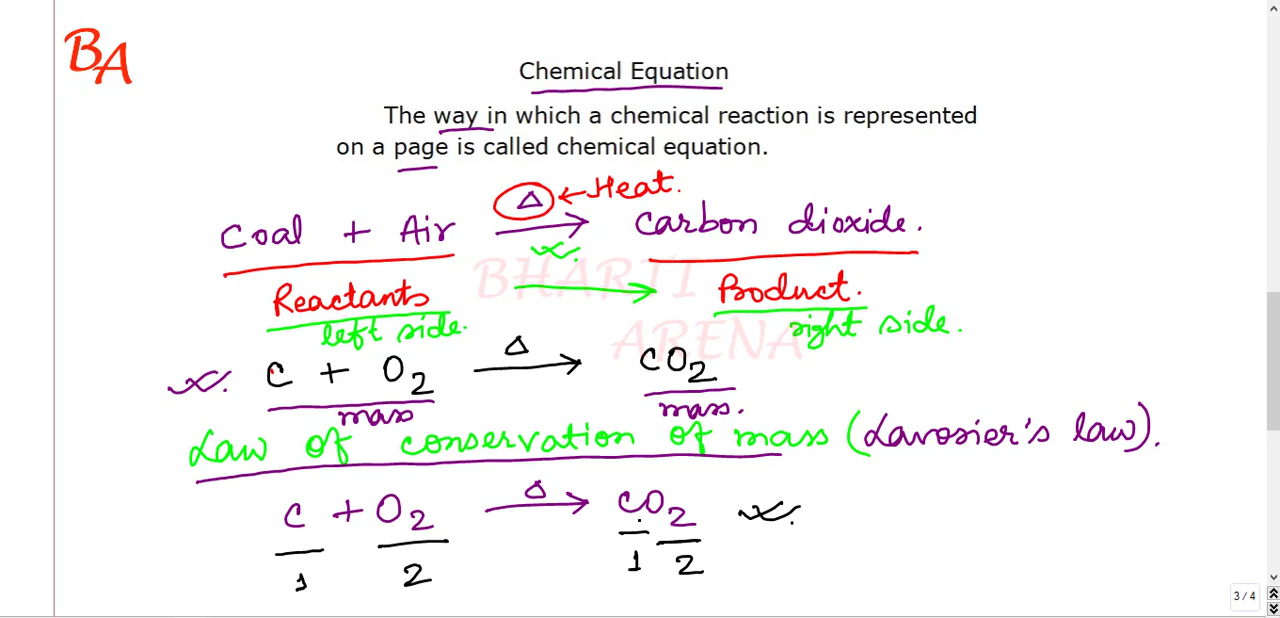 BA
Chemical Equation
The way in which a chemical reaction is represented
on a page is called chemical equation.
Δ ← Heat.
Coal + Air → Carbon dioxide.
BHARTI
Reactants → Product.
left side. right side.
ARENA
C + O2 Δ→ CO2
mass mass.
Law of conservation of mass (Lavosier's law).
C + O2 Δ→ CO2
1 2 1 2
3 / 4